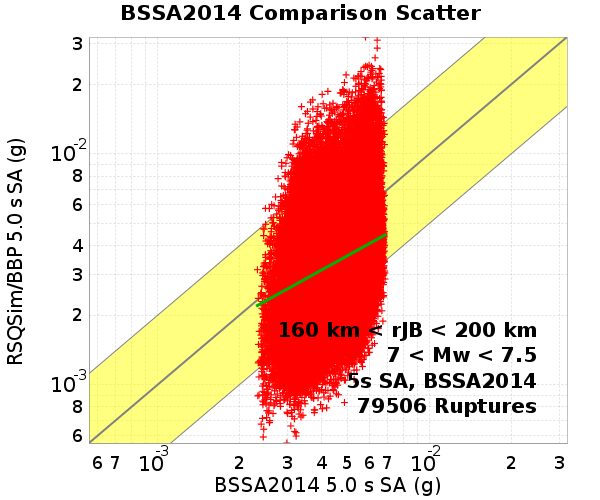 BSSA2014 Comparison Scatter
RSQSim/BBP 5.0 s SA (g)
3
2
10-2
8
6
4
3
2
10-3
8
6
160 km < rJB < 200 km
7 < Mw < 7.5
5s SA, BSSA2014
79506 Ruptures
6 7 10-3 2 3 4 5 6 7 10-2 2 3
BSSA2014 5.0 s SA (g)